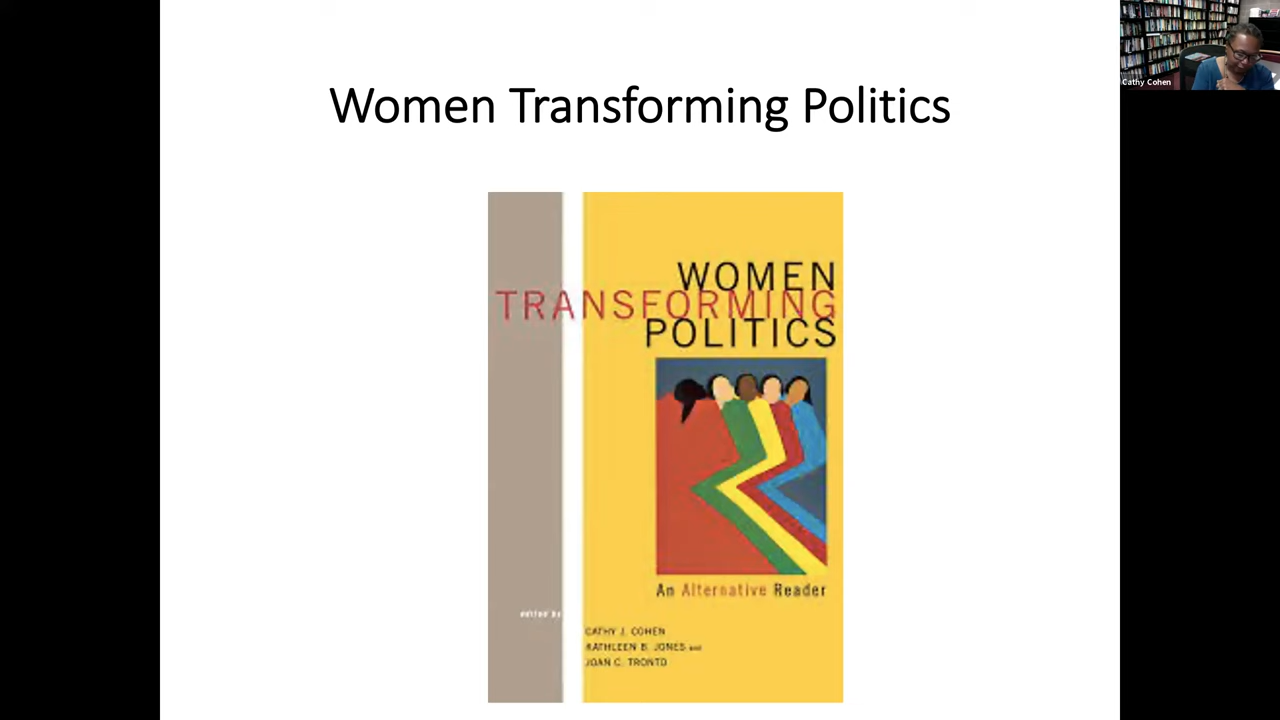 Women Transforming Politics
Cathy Cohen
WOMEN
TRANSFORMING
POLITICS
An Alternative Reader
edited by
CATHY J. COHEN
KATHLEEN B. JONES and
JOAN C. TRONTO